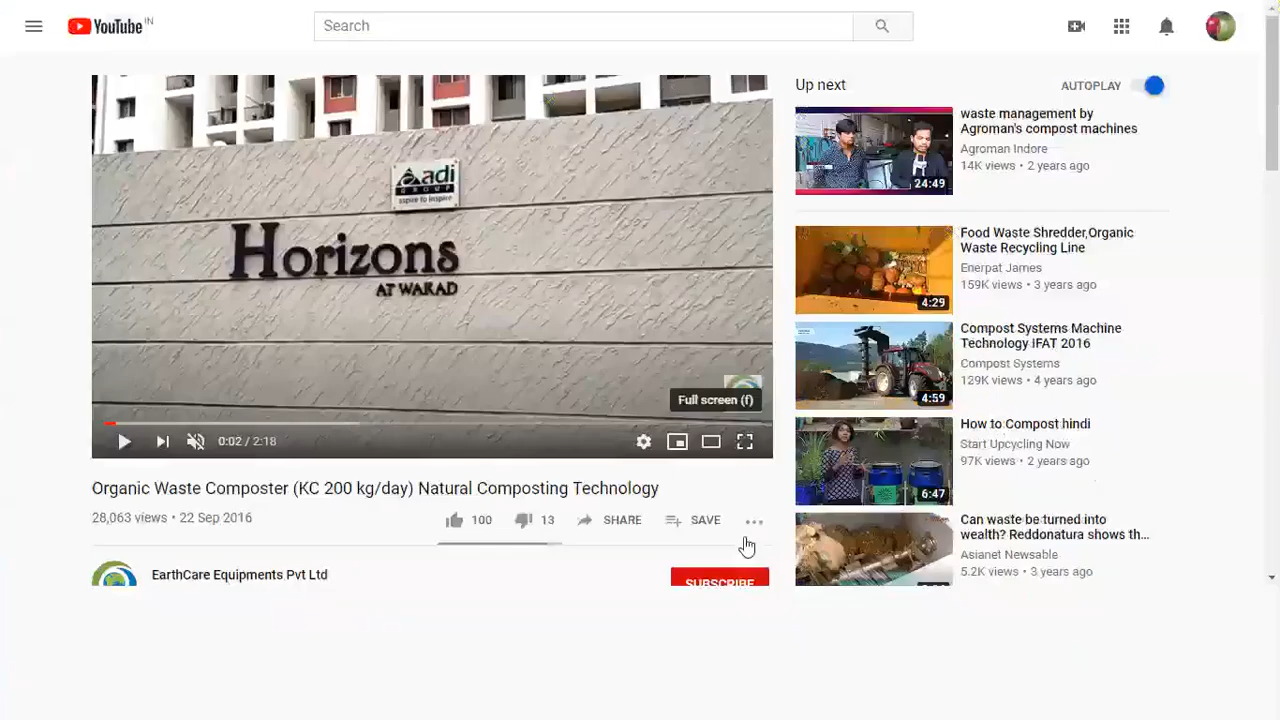 YouTube IN
Search
adi
GROUP
aspire to inspire
Horizons
AT WAKAD
Full screen (f)
0:02 / 2:18
Organic Waste Composter (KC 200 kg/day) Natural Composting Technology
28,063 views • 22 Sep 2016
100
13
SHARE
SAVE
EarthCare Equipments Pvt Ltd
SUBSCRIBE
Up next
AUTOPLAY
waste management by
Agroman's compost machines
Agroman Indore
14K views • 2 years ago
24:49
Food Waste Shredder,Organic
Waste Recycling Line
Enerpat James
159K views • 3 years ago
4:29
Compost Systems Machine
Technology IFAT 2016
Compost Systems
129K views • 4 years ago
4:59
How to Compost hindi
Start Upcycling Now
97K views • 2 years ago
6:47
Can waste be turned into
wealth? Reddonatura shows th...
Asianet Newsable
5.2K views • 3 years ago